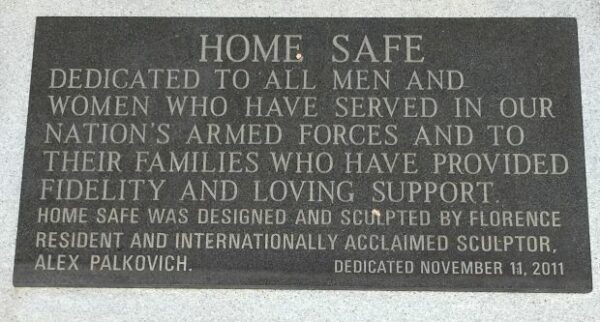 HOME SAFE
DEDICATED TO ALL MEN AND
WOMEN WHO HAVE SERVED IN OUR
NATION'S ARMED FORCES AND TO
THEIR FAMILIES WHO HAVE PROVIDED
FIDELITY AND LOVING SUPPORT.
HOME SAFE WAS DESIGNED AND SCULPTED BY FLORENCE
RESIDENT AND INTERNATIONALLY ACCLAIMED SCULPTOR,
ALEX PALKOVICH. DEDICATED NOVEMBER 11, 2011